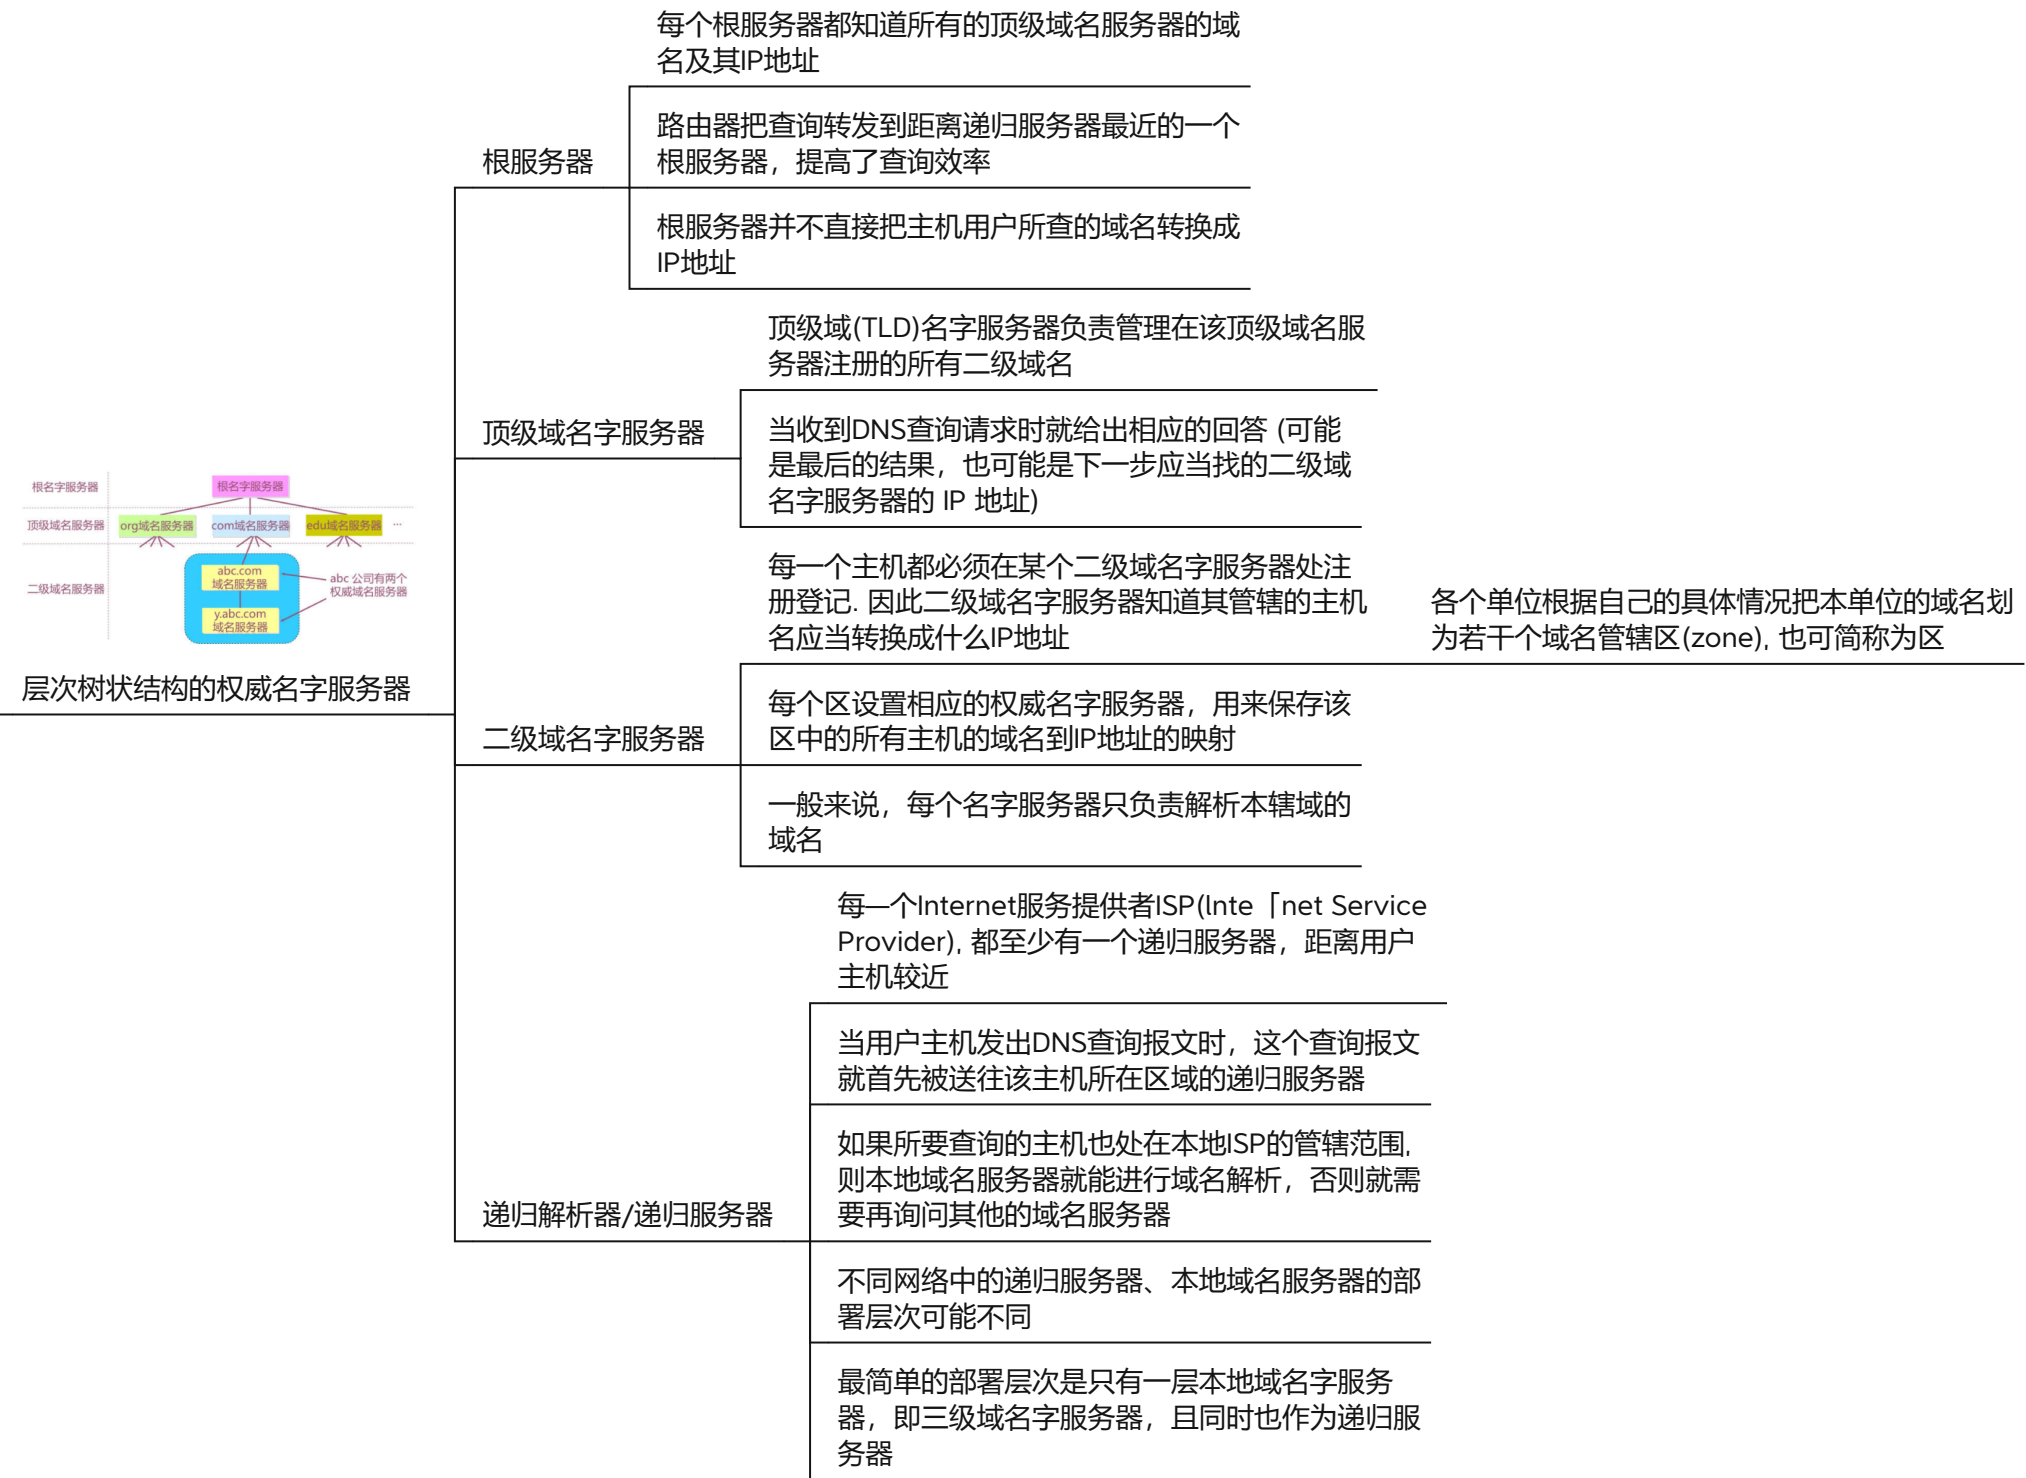 每个根服务器都知道所有的顶级域名服务器的域
名及其IP地址
路由器把查询转发到距离递归服务器最近的一个
根服务器，提高了查询效率
根服务器
根服务器并不直接把主机用户所查的域名转换成
IP地址
顶级域(TLD)名字服务器负责管理在该顶级域名服
务器注册的所有二级域名
顶级域名字服务器
当收到DNS查询请求时就给出相应的回答 (可能
是最后的结果，也可能是下一步应当找的二级域
名字服务器的 IP 地址)
根名字服务器
根名字服务器
顶级域名服务器
org域名服务器
com域名服务器
edu域名服务器
...
二级域名服务器
abc.com
域名服务器
y.abc.com
域名服务器
abc 公司有两个
权威域名服务器
层次树状结构的权威名字服务器
每一个主机都必须在某个二级域名字服务器处注
册登记. 因此二级域名字服务器知道其管辖的主机
名应当转换成什么IP地址
各个单位根据自己的具体情况把本单位的域名划
为若干个域名管辖区(zone), 也可简称为区
二级域名字服务器
每个区设置相应的权威名字服务器，用来保存该
区中的所有主机的域名到IP地址的映射
一般来说，每个名字服务器只负责解析本辖域的
域名
每—个Internet服务提供者ISP(lnte「net Service
Provider), 都至少有一个递归服务器，距离用户
主机较近
当用户主机发出DNS查询报文时，这个查询报文
就首先被送往该主机所在区域的递归服务器
如果所要查询的主机也处在本地ISP的管辖范围,
则本地域名服务器就能进行域名解析，否则就需
要再询问其他的域名服务器
递归解析器/递归服务器
不同网络中的递归服务器、本地域名服务器的部
署层次可能不同
最简单的部署层次是只有一层本地域名字服务
器，即三级域名字服务器，且同时也作为递归服
务器